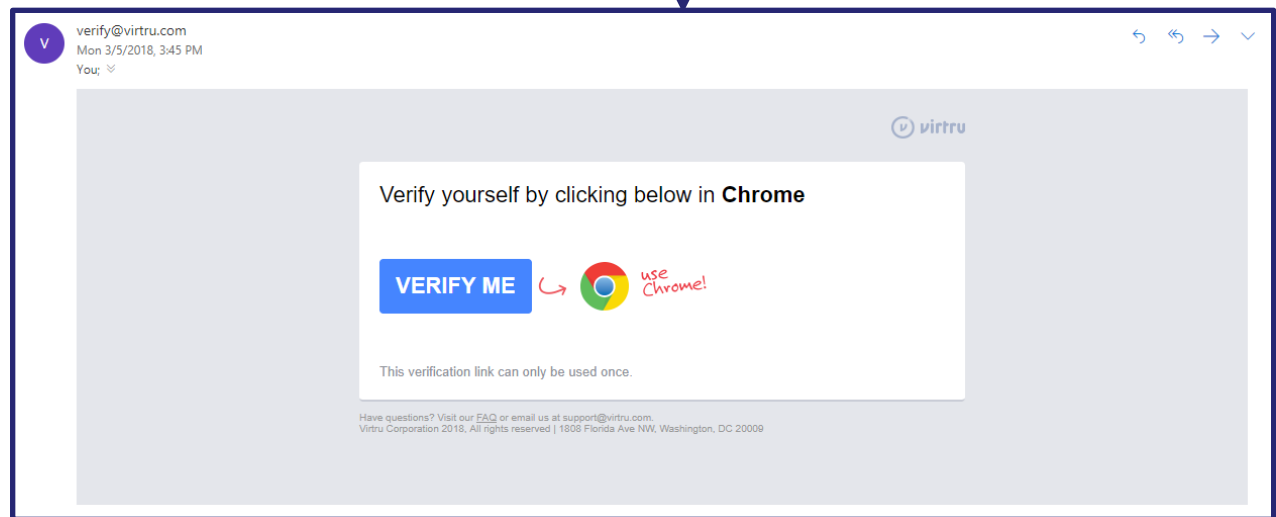 V
verify@virtru.com
Mon 3/5/2018, 3:45 PM
You;
virtru
Verify yourself by clicking below in Chrome
VERIFY ME
use
Chrome!
This verification link can only be used once.
Have questions? Visit our FAQ or email us at support@virtru.com.
Virtru Corporation 2018, All rights reserved | 1808 Florida Ave NW, Washington, DC 20009